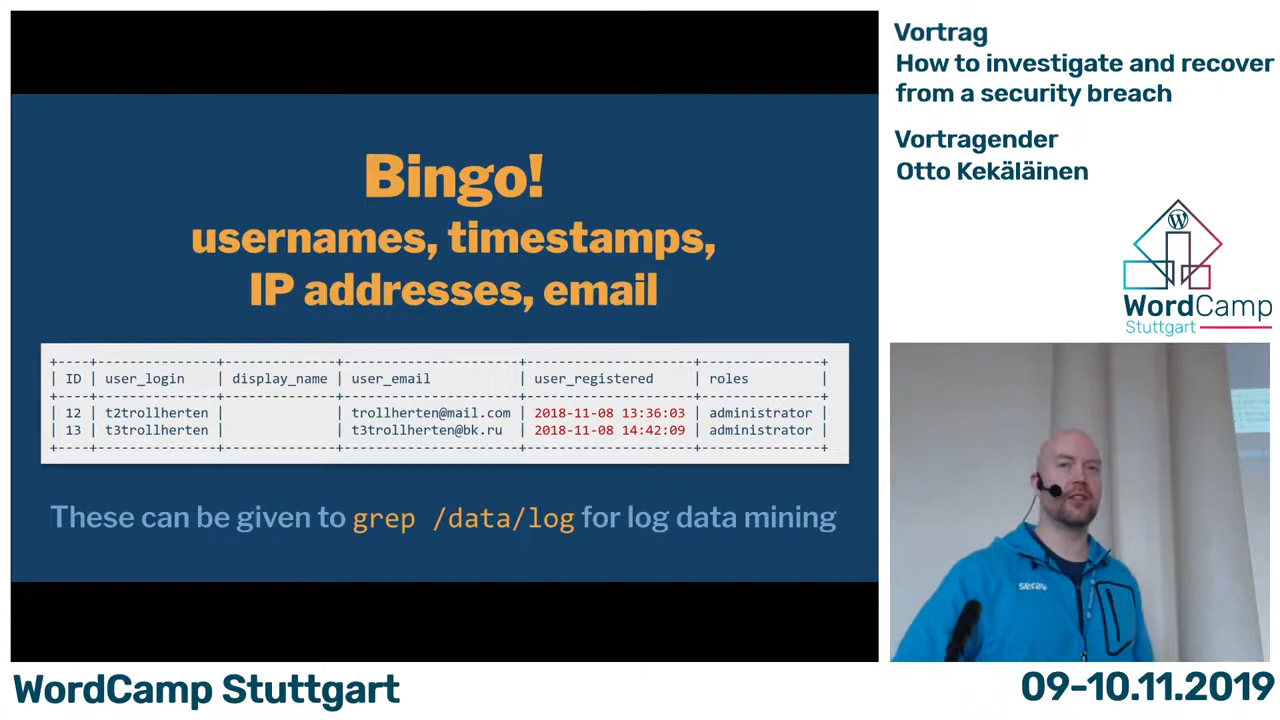 Bingo!
usernames, timestamps,
IP addresses, email
+----+---------------+--------------+-----------------------+---------------------+---------------+
| ID | user_login | display_name | user_email | user_registered | roles |
+----+---------------+--------------+-----------------------+---------------------+---------------+
| 12 | t2trollherten | | trollherten@mail.com | 2018-11-08 13:36:03 | administrator |
| 13 | t3trollherten | | t3trollherten@bk.ru | 2018-11-08 14:42:09 | administrator |
+----+---------------+--------------+-----------------------+---------------------+---------------+
These can be given to grep /data/log for log data mining
Vortrag
How to investigate and recover
from a security breach
Vortragender
Otto Kekäläinen
W
WordCamp
Stuttgart
seravo
WordCamp Stuttgart
09-10.11.2019